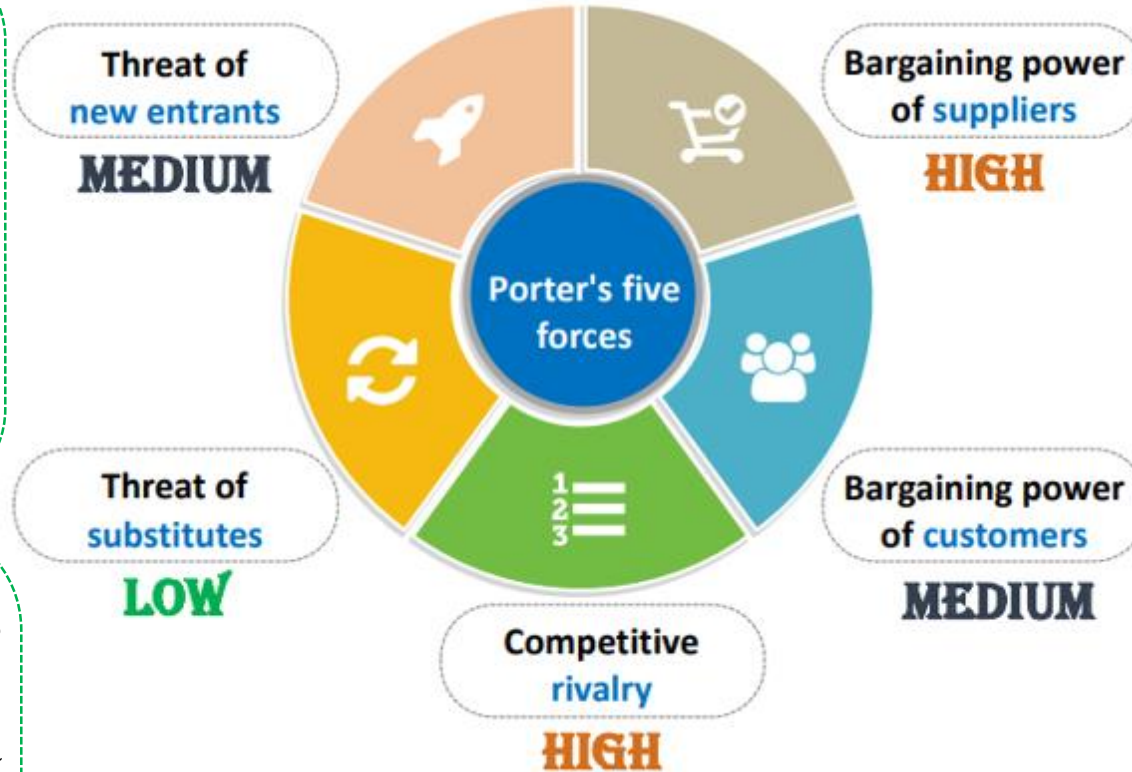 Threat of
new entrants
MEDIUM
Bargaining power
of suppliers
HIGH
Porter's five
forces
1
2
3
Threat of
substitutes
LOW
Bargaining power
of customers
MEDIUM
Competitive
rivalry
HIGH